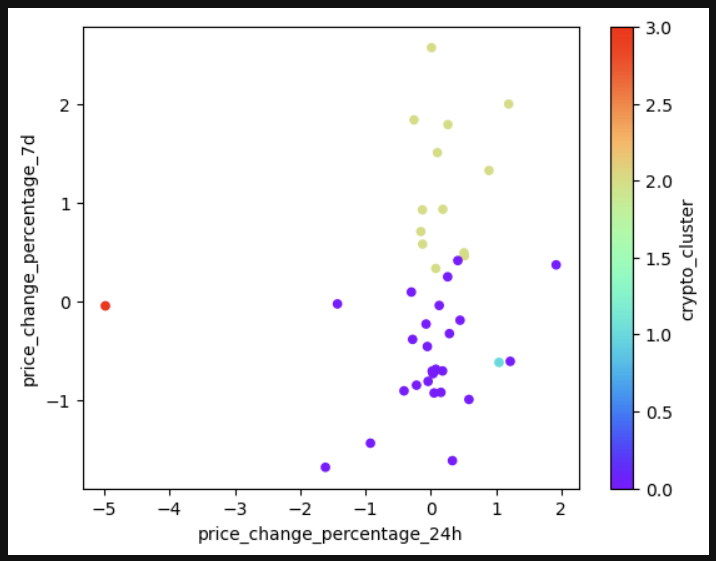 2
1
0
−1
price_change_percentage_7d
−5 −4 −3 −2 −1 0 1 2
price_change_percentage_24h
3.0
2.5
2.0
1.5
1.0
0.5
0.0
crypto_cluster